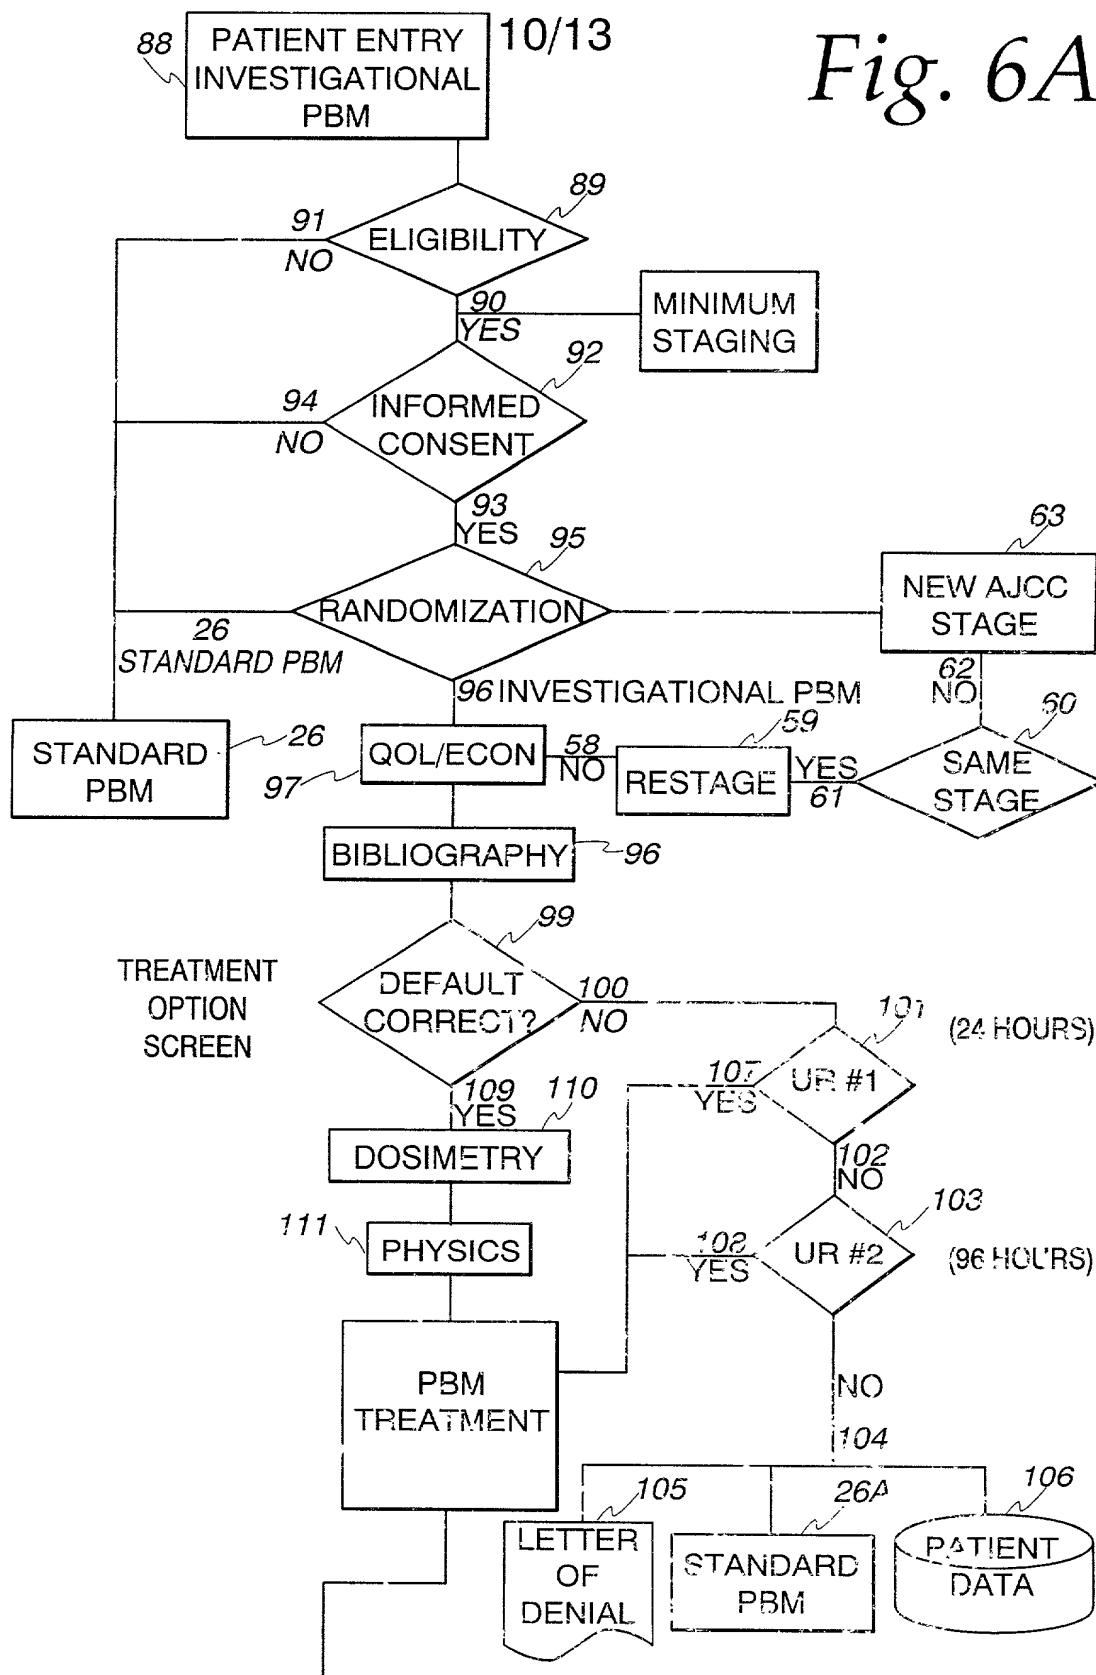 10/13
Fig. 6A
88
PATIENT ENTRY
INVESTIGATIONAL
PBM
89
91
NO
ELIGIBILITY
90
YES
MINIMUM
STAGING
92
94
NO
INFORMED
CONSENT
93
YES
95
63
RANDOMIZATION
NEW AJCC
STAGE
26
STANDARD PBM
62
NO
96 INVESTIGATIONAL PBM
60
26
STANDARD
PBM
97
QOL/ECON
58
NO
59
RESTAGE
YES
61
SAME
STAGE
BIBLIOGRAPHY
96
99
TREATMENT
OPTION
SCREEN
DEFAULT
CORRECT?
100
NO
101
(24 HOURS)
107
YES
UR #1
109
YES
110
DOSIMETRY
102
NO
103
111
PHYSICS
108
YES
UR #2
(96 HOURS)
PBM
TREATMENT
NO
104
105
26A
106
LETTER
OF
DENIAL
STANDARD
PBM
PATIENT
DATA